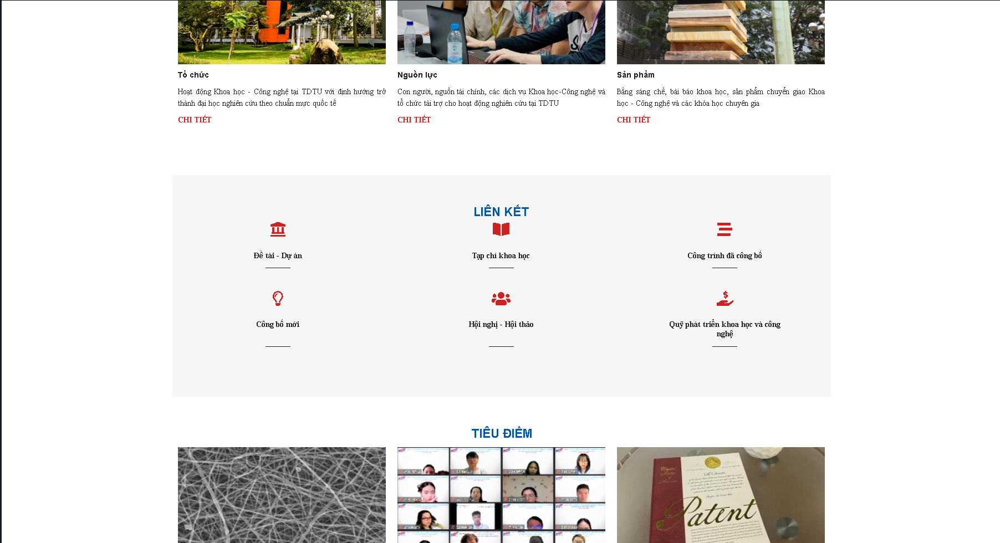 Tổ chức
Hoạt động Khoa học - Công nghệ tại TDTU với định hướng trở
thành đại học nghiên cứu theo chuẩn mực quốc tế
CHI TIẾT
Nguồn lực
Con người, nguồn tài chính, các dịch vụ Khoa học-Công nghệ và
tổ chức tài trợ cho hoạt động nghiên cứu tại TDTU
CHI TIẾT
Sản phẩm
Bằng sáng chế, bài báo khoa học, sản phẩm chuyển giao Khoa
học - Công nghệ và các khóa học chuyên gia
CHI TIẾT
LIÊN KẾT
Đề tài - Dự án
Tạp chí khoa học
Công trình đã công bố
Công bố mới
Hội nghị - Hội thảo
Quỹ phát triển khoa học và công
nghệ
TIÊU ĐIỂM
Patent